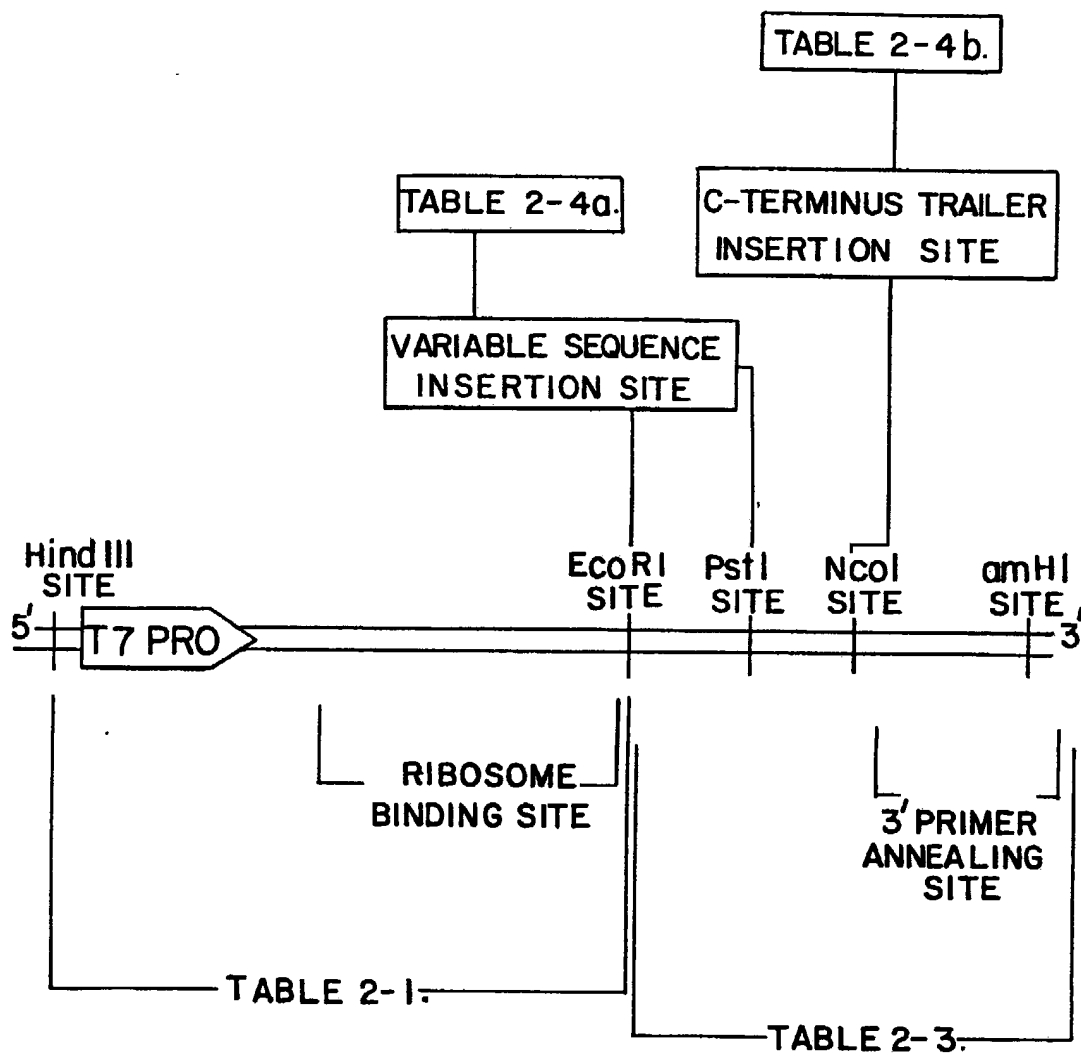 TABLE 2-4b.
TABLE 2-4a.
C-TERMINUS TRAILER
INSERTION SITE
VARIABLE SEQUENCE
INSERTION SITE
Hind III
SITE
EcoRI
SITE
PstI
SITE
NcoI
SITE
amHI
SITE
5'
T7 PRO
3'
RIBOSOME
BINDING SITE
3' PRIMER
ANNEALING
SITE
TABLE 2-1.
TABLE 2-3.